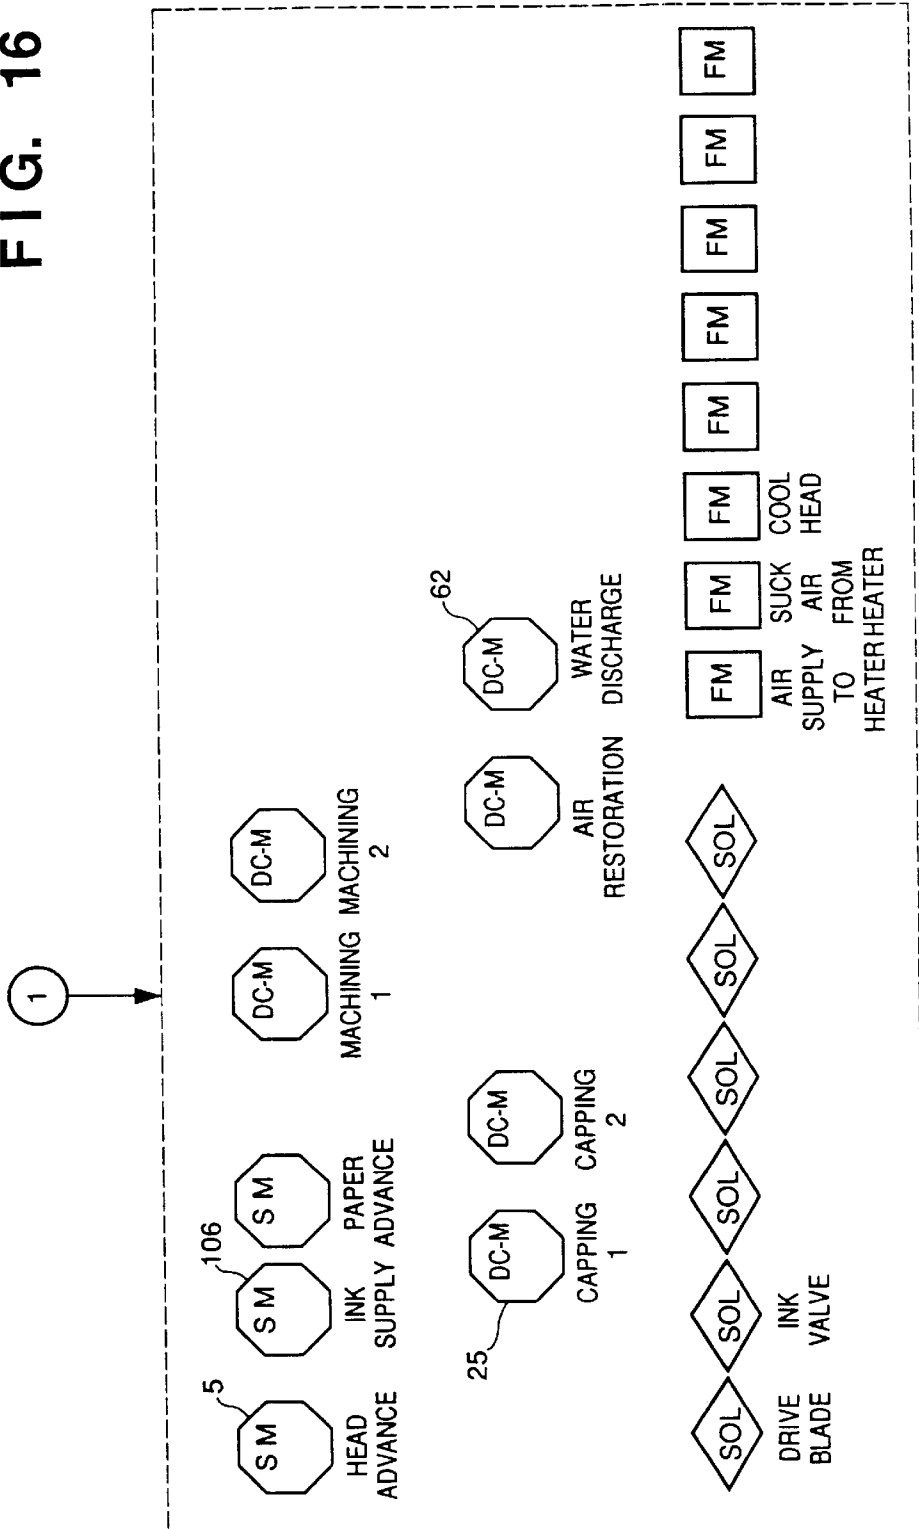 FIG. 16
1
S M
S M
S M
DC-M
DC-M
5
106
HEAD
ADVANCE
INK
SUPPLY
PAPER
ADVANCE
MACHINING
1
MACHINING
2
DC-M
DC-M
DC-M
DC-M
25
62
CAPPING
1
CAPPING
2
AIR
RESTORATION
WATER
DISCHARGE
SOL
SOL
SOL
SOL
SOL
SOL
FM
FM
FM
FM
FM
FM
FM
FM
DRIVE
BLADE
INK
VALVE
AIR
SUPPLY
TO
HEATER
SUCK
AIR
FROM
HEATER
COOL
HEAD